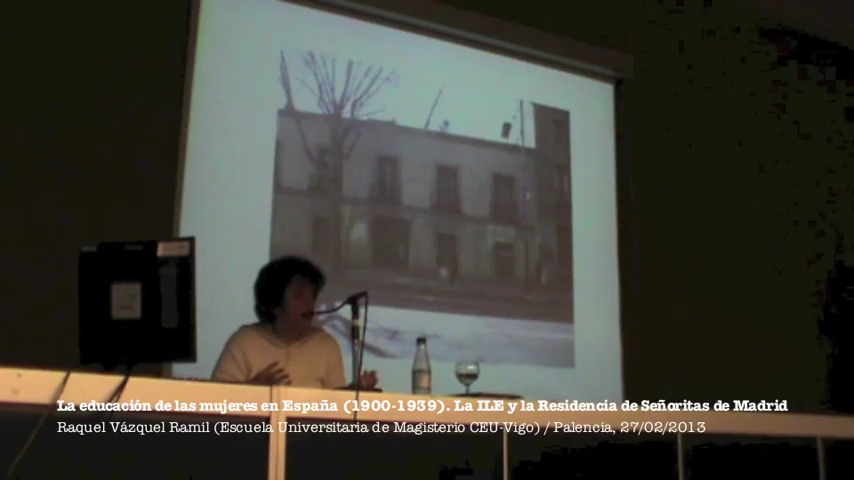 La educación de las mujeres en España (1900-1939). La ILE y la Residencia de Señoritas de Madrid
Raquel Vázquez Ramil (Escuela Universitaria de Magisterio CEU-Vigo) / Palencia, 27/02/2013